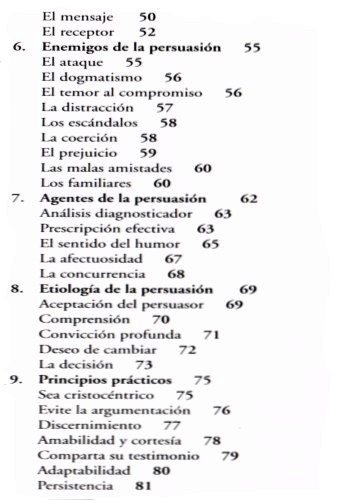 El mensaje 50
El receptor 52
6. Enemigos de la persuasión 55
El ataque 55
El dogmatismo 56
El temor al compromiso 56
La distracción 57
Los escándalos 58
La coerción 58
El prejuicio 59
Las malas amistades 60
Los familiares 60
7. Agentes de la persuasión 62
Análisis diagnosticador 63
Prescripción efectiva 63
El sentido del humor 65
La afectuosidad 67
La concurrencia 68
8. Etiología de la persuasión 69
Aceptación del persuasor 69
Comprensión 70
Convicción profunda 71
Deseo de cambiar 72
La decisión 73
9. Principios prácticos 75
Sea cristocéntrico 75
Evite la argumentación 76
Discernimiento 77
Amabilidad y cortesía 78
Comparta su testimonio 79
Adaptabilidad 80
Persistencia 81